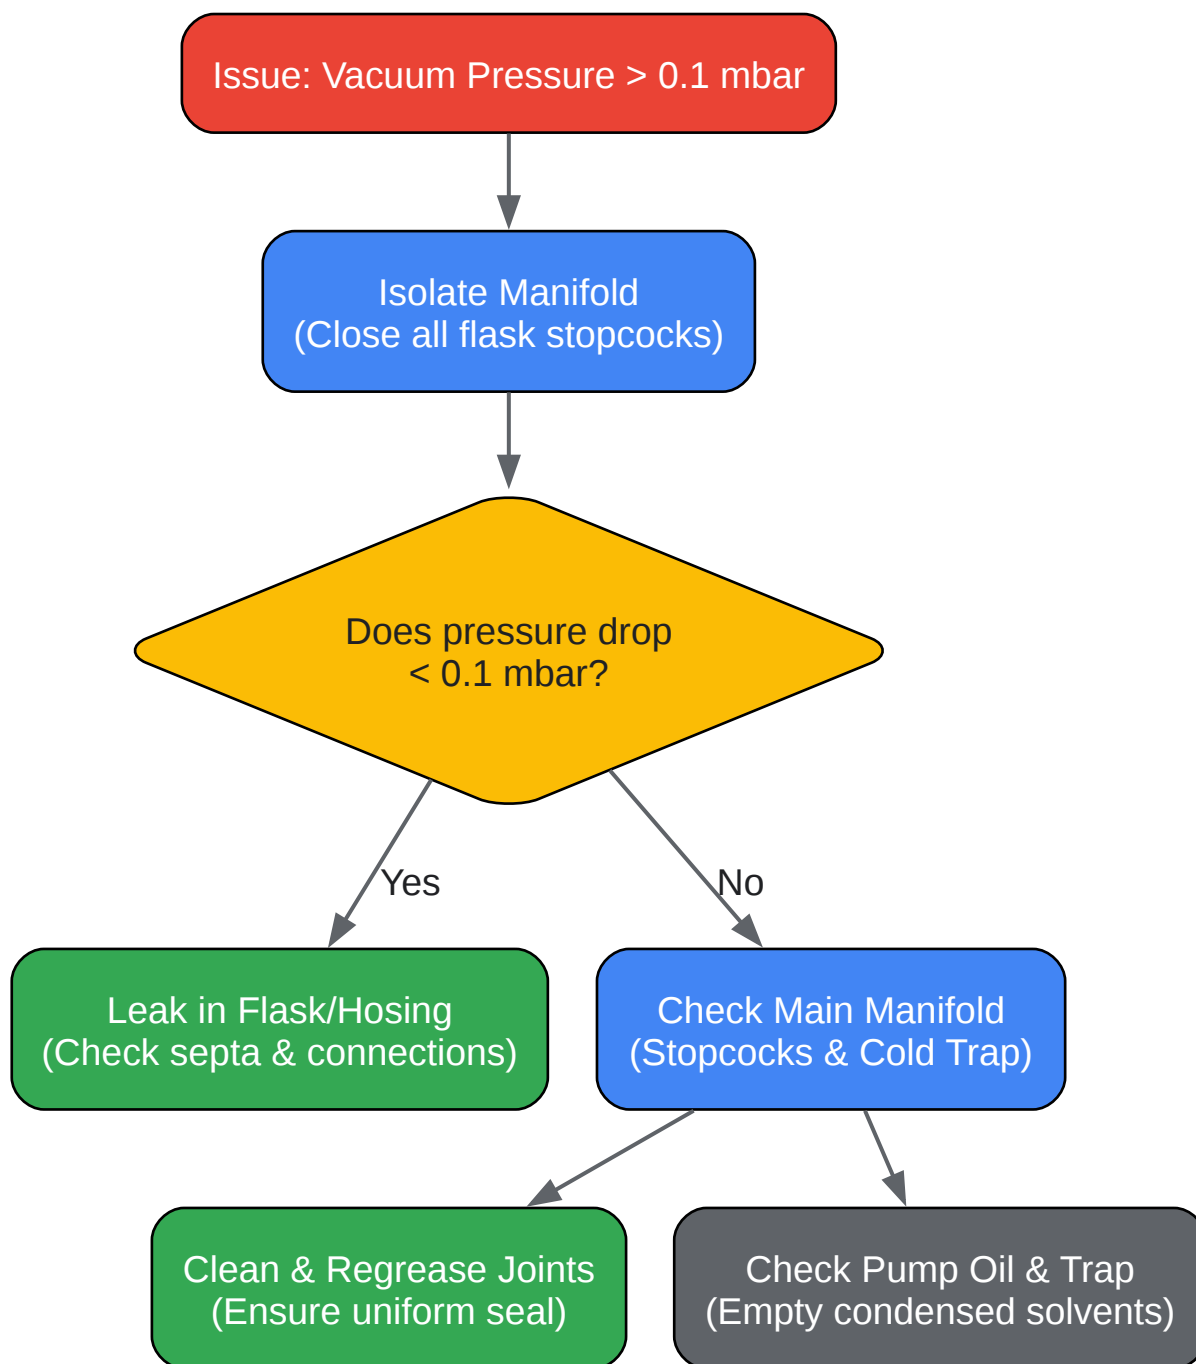 Issue: Vacuum Pressure > 0.1 mbar
Isolate Manifold
(Close all flask stopcocks)
Does pressure drop
< 0.1 mbar?
Yes
No
Leak in Flask/Hosing
(Check septa & connections)
Check Main Manifold
(Stopcocks & Cold Trap)
Clean & Regrease Joints
(Ensure uniform seal)
Check Pump Oil & Trap
(Empty condensed solvents)